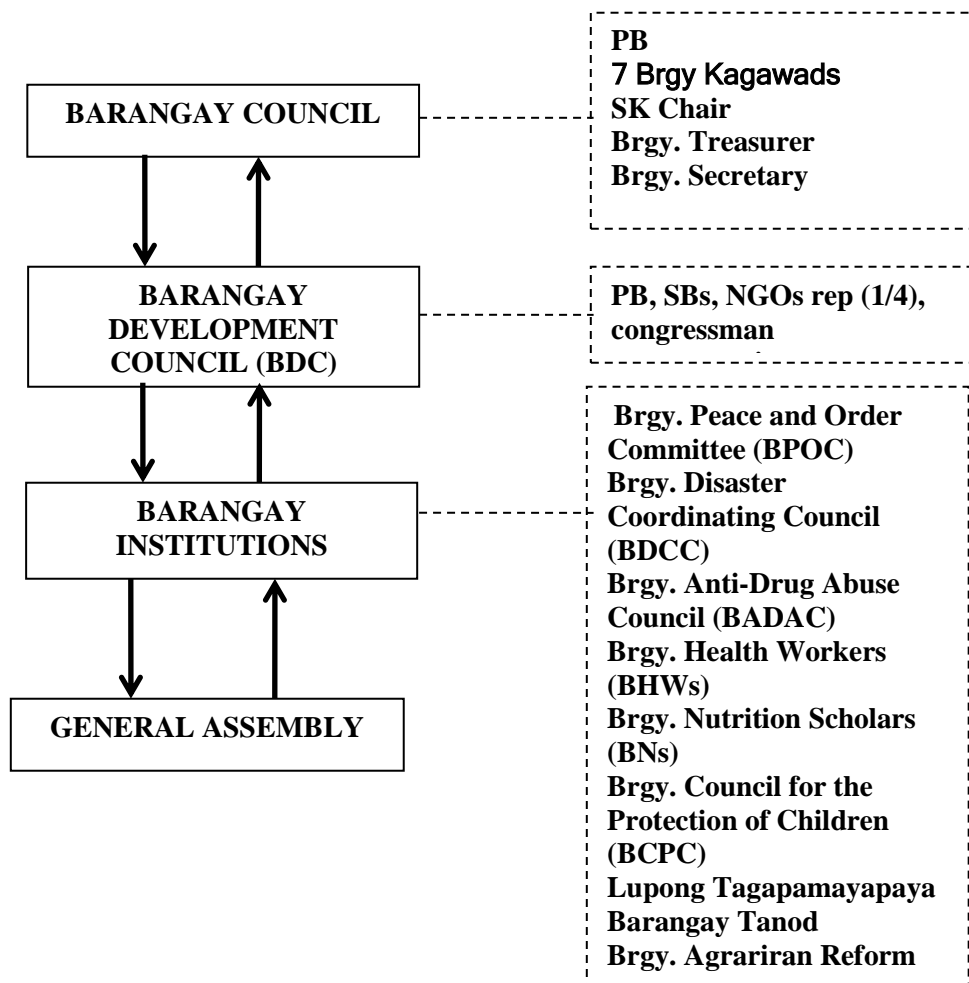 BARANGAY COUNCIL
PB
7 Brgy Kagawads
SK Chair
Brgy. Treasurer
Brgy. Secretary
BARANGAY
DEVELOPMENT
COUNCIL (BDC)
PB, SBs, NGOs rep (1/4),
congressman
BARANGAY
INSTITUTIONS
Brgy. Peace and Order
Committee (BPOC)
Brgy. Disaster
Coordinating Council
(BDCC)
Brgy. Anti-Drug Abuse
Council (BADAC)
Brgy. Health Workers
(BHWs)
Brgy. Nutrition Scholars
(BNs)
Brgy. Council for the
Protection of Children
(BCPC)
Lupong Tagapamayapaya
Barangay Tanod
Brgy. Agrariran Reform
GENERAL ASSEMBLY